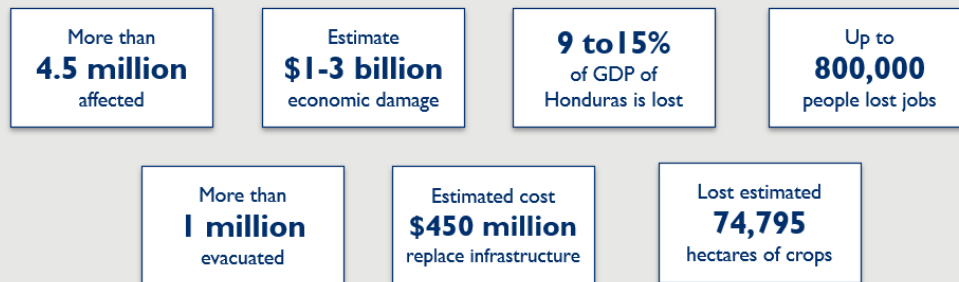 More than
4.5 million
affected
Estimate
$1-3 billion
economic damage
9 to15%
of GDP of
Honduras is lost
Up to
800,000
people lost jobs
More than
1 million
evacuated
Estimated cost
$450 million
replace infrastructure
Lost estimated
74,795
hectares of crops